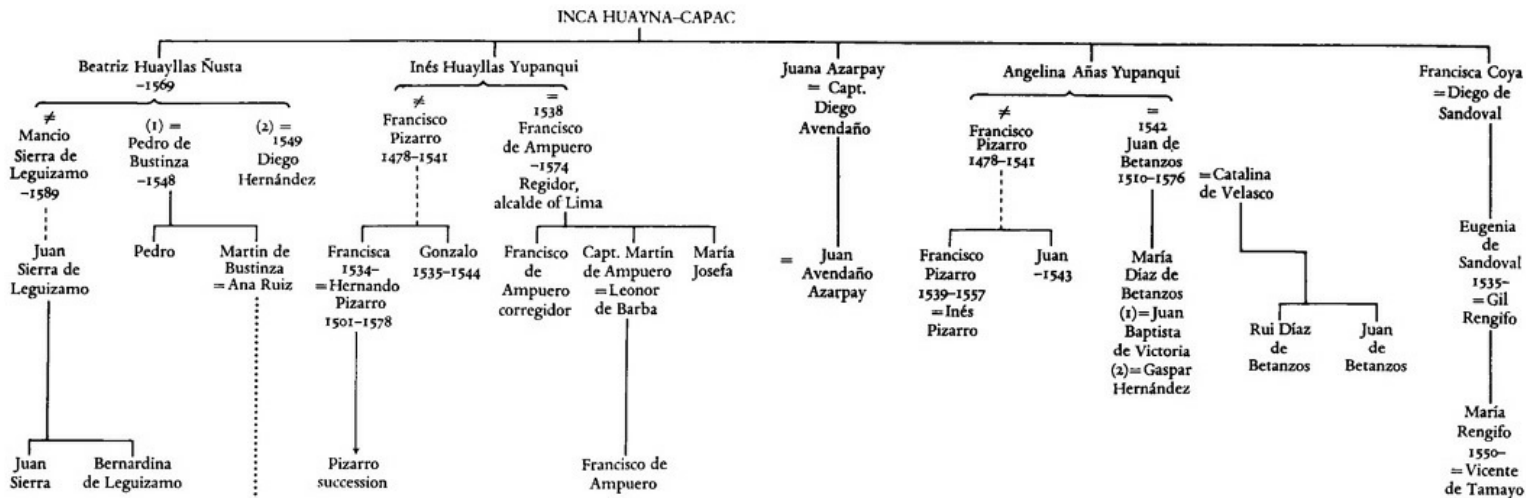 INCA HUAYNA-CAPAC
Beatriz Huayllas Ñusta
-1569
≠
Mancio
Sierra de
Leguizamo
-1589
(1) =
Pedro de
Bustinza
-1548
(2) =
1549
Diego
Hernández
Juan
Sierra de
Leguizamo
Pedro
Martin de
Bustinza
= Ana Ruiz
Juan
Sierra
Bernardina
de Leguizamo
Inés Huayllas Yupanqui
≠
Francisco
Pizarro
1478-1541
=
1538
Francisco
de Ampuero
-1574
Regidor,
alcalde of Lima
Francisca
1534-
=Hernando
Pizarro
1501-1578
Gonzalo
1535-1544
Pizarro
succession
Francisco
de
Ampuero
corregidor
Capt. Martín
de Ampuero
=Leonor
de Barba
María
Josefa
Francisco de
Ampuero
Juana Azarpay
= Capt.
Diego
Avendaño
= Juan
Avendaño
Azarpay
Angelina Añas Yupanqui
≠
Francisco
Pizarro
1478-1541
=
1542
Juan de
Betanzos
1510-1576
=Catalina
de Velasco
Francisco
Pizarro
1539-1557
=Inés
Pizarro
Juan
-1543
María
Díaz de
Betanzos
(1)=Juan
Baptista
de Victoria
(2)=Gaspar
Hernández
Rui Díaz
de
Betanzos
Juan
de
Betanzos
Francisca Coya
=Diego de
Sandoval
Eugenia
de
Sandoval
1535-
= Gil
Rengifo
María
Rengifo
1550-
= Vicente
de Tamayo